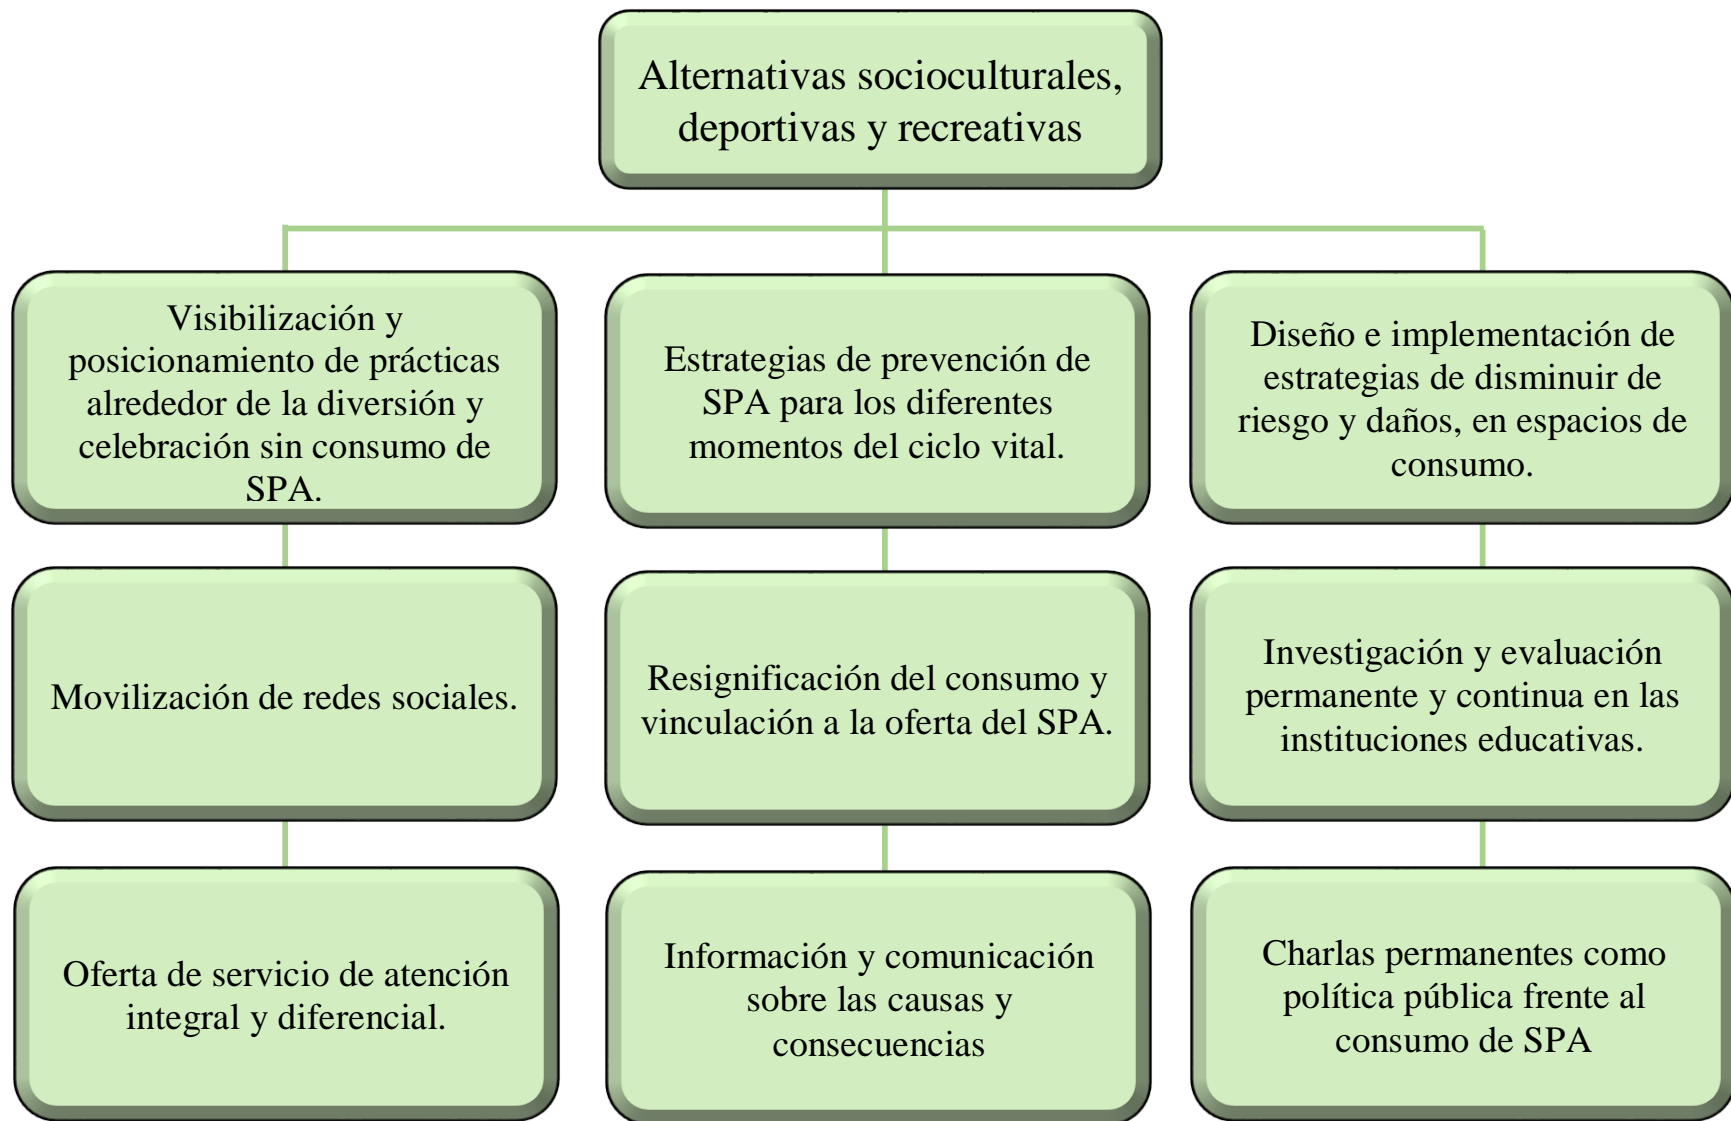 Alternativas socioculturales,
deportivas y recreativas
Visibilización y
posicionamiento de prácticas
alrededor de la diversión y
celebración sin consumo de
SPA.
Estrategias de prevención de
SPA para los diferentes
momentos del ciclo vital.
Diseño e implementación de
estrategias de disminuir de
riesgo y daños, en espacios de
consumo.
Movilización de redes sociales.
Resignificación del consumo y
vinculación a la oferta del SPA.
Investigación y evaluación
permanente y continua en las
instituciones educativas.
Oferta de servicio de atención
integral y diferencial.
Información y comunicación
sobre las causas y
consecuencias
Charlas permanentes como
política pública frente al
consumo de SPA